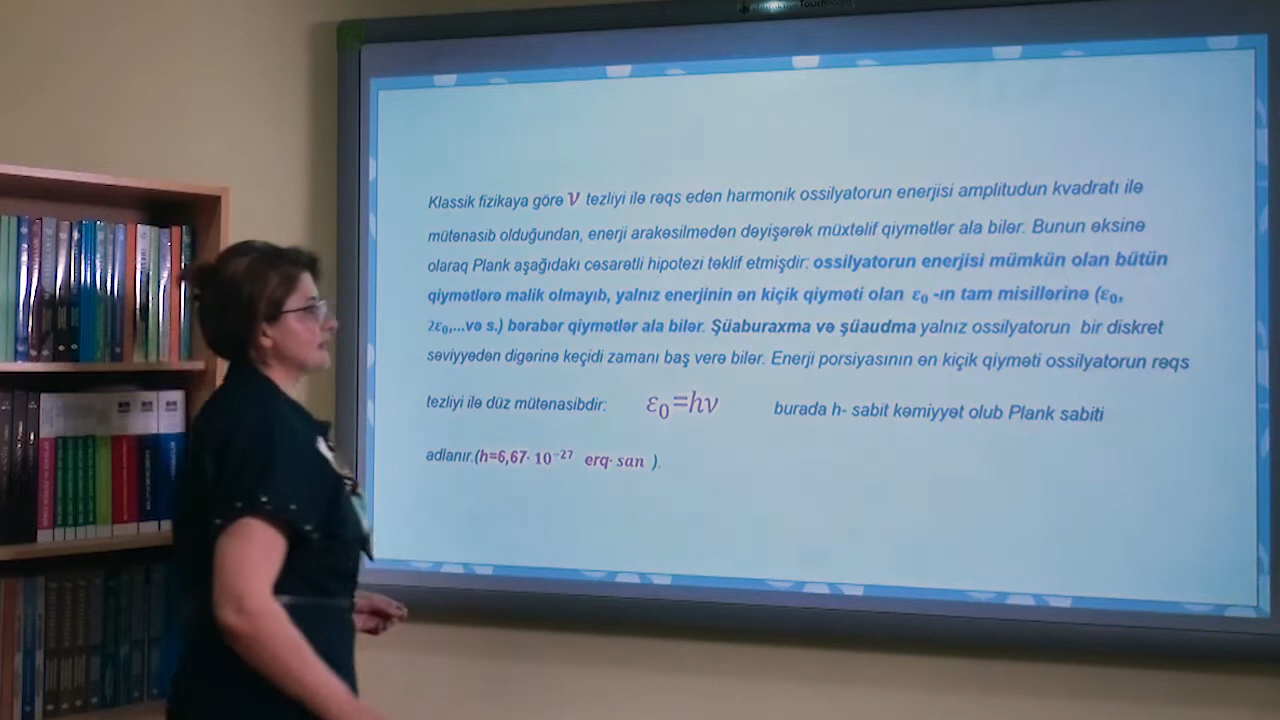 Klassik fizikaya görə ν tezliyi ilə rəqs edən harmonik ossilyatorun enerjisi amplitudun kvadratı ilə
mütənasib olduğundan, enerji arakəsilmədən dəyişərək müxtəlif qiymətlər ala bilər. Bunun əksinə
olaraq Plank aşağıdakı cəsarətli hipotezi təklif etmişdir: ossilyatorun enerjisi mümkün olan bütün
qiymətlərə malik olmayıb, yalnız enerjinin ən kiçik qiyməti olan ε₀ -ın tam misillərinə (ε₀,
2ε₀,...və s.) bərabər qiymətlər ala bilər. Şüaburaxma və şüaudma yalnız ossilyatorun bir diskret
səviyyədən digərinə keçidi zamanı baş verə bilər. Enerji porsiyasının ən kiçik qiyməti ossilyatorun rəqs
tezliyi ilə düz mütənasibdir: ε₀=hν burada h- sabit kəmiyyət olub Plank sabiti
adlanır.(h=6,67· 10⁻²⁷ erq· san ).